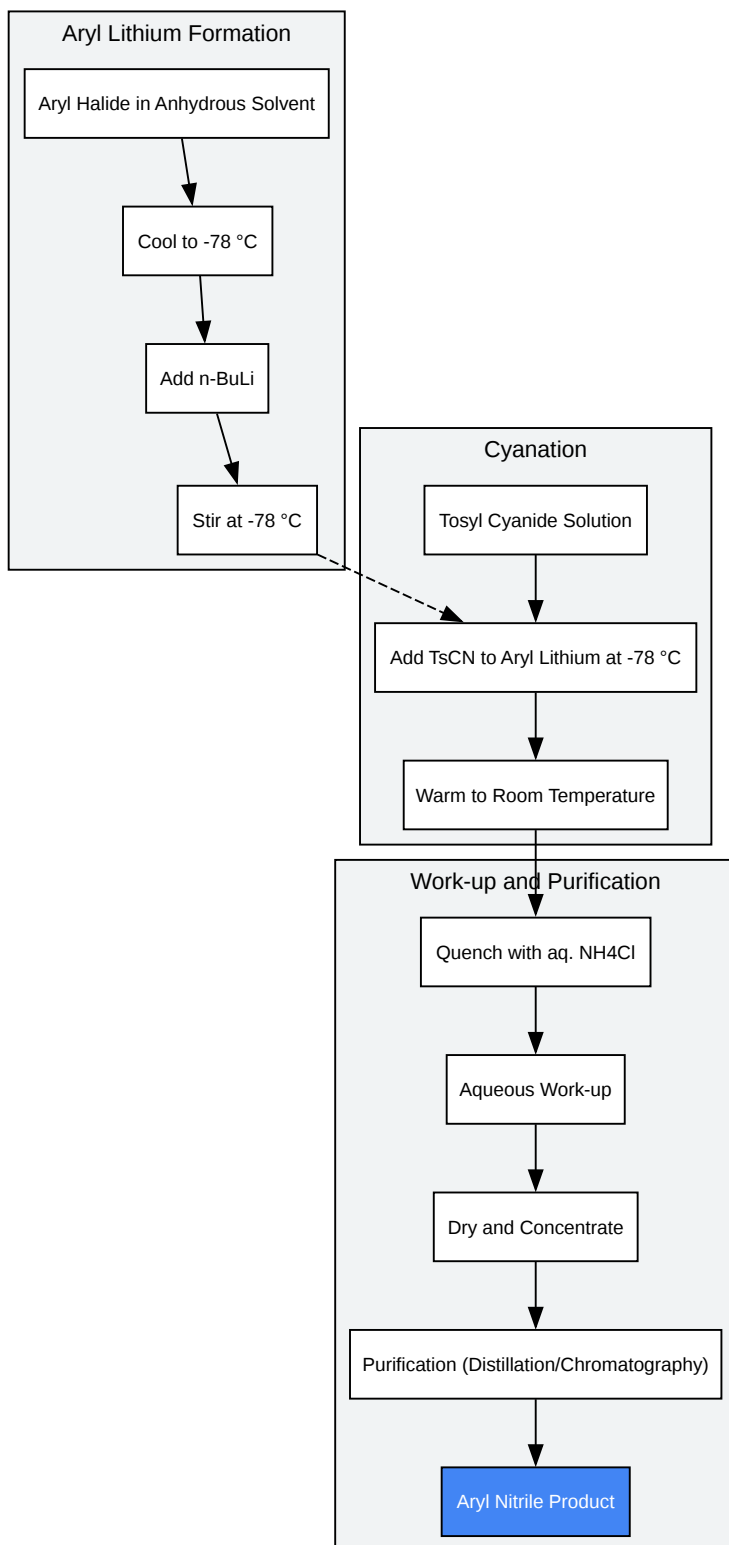 Aryl Lithium Formation
Aryl Halide in Anhydrous Solvent
Cool to -78 °C
Add n-BuLi
Stir at -78 °C
Cyanation
Tosyl Cyanide Solution
Add TsCN to Aryl Lithium at -78 °C
Warm to Room Temperature
Work-up and Purification
Quench with aq. NH4Cl
Aqueous Work-up
Dry and Concentrate
Purification (Distillation/Chromatography)
Aryl Nitrile Product